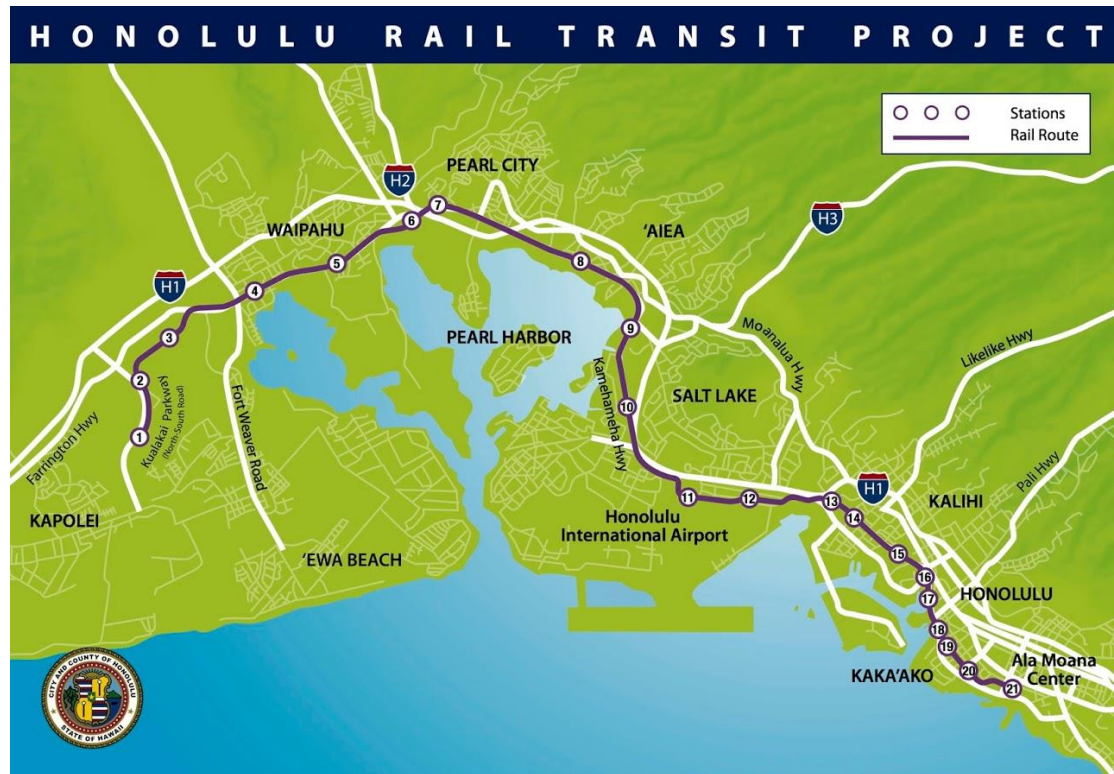 HONOLULU RAIL TRANSIT PROJECT
Stations
Rail Route
H2
PEARL CITY
H3
WAIPAHU
'AIEA
H1
PEARL HARBOR
Moanalua Hwy
Likelike Hwy
Kamehameha Hwy
SALT LAKE
Farrington Hwy
Kualakai Parkway
(North-South Road)
Fort Weaver Road
Pali Hwy
H1
KALIHI
KAPOLEI
Honolulu
International Airport
'EWA BEACH
HONOLULU
KAKA'AKO
Ala Moana
Center
1
2
3
4
5
6
7
8
9
10
11
12
13
14
15
16
17
18
19
20
21
CITY AND COUNTY OF HONOLULU
STATE OF HAWAII